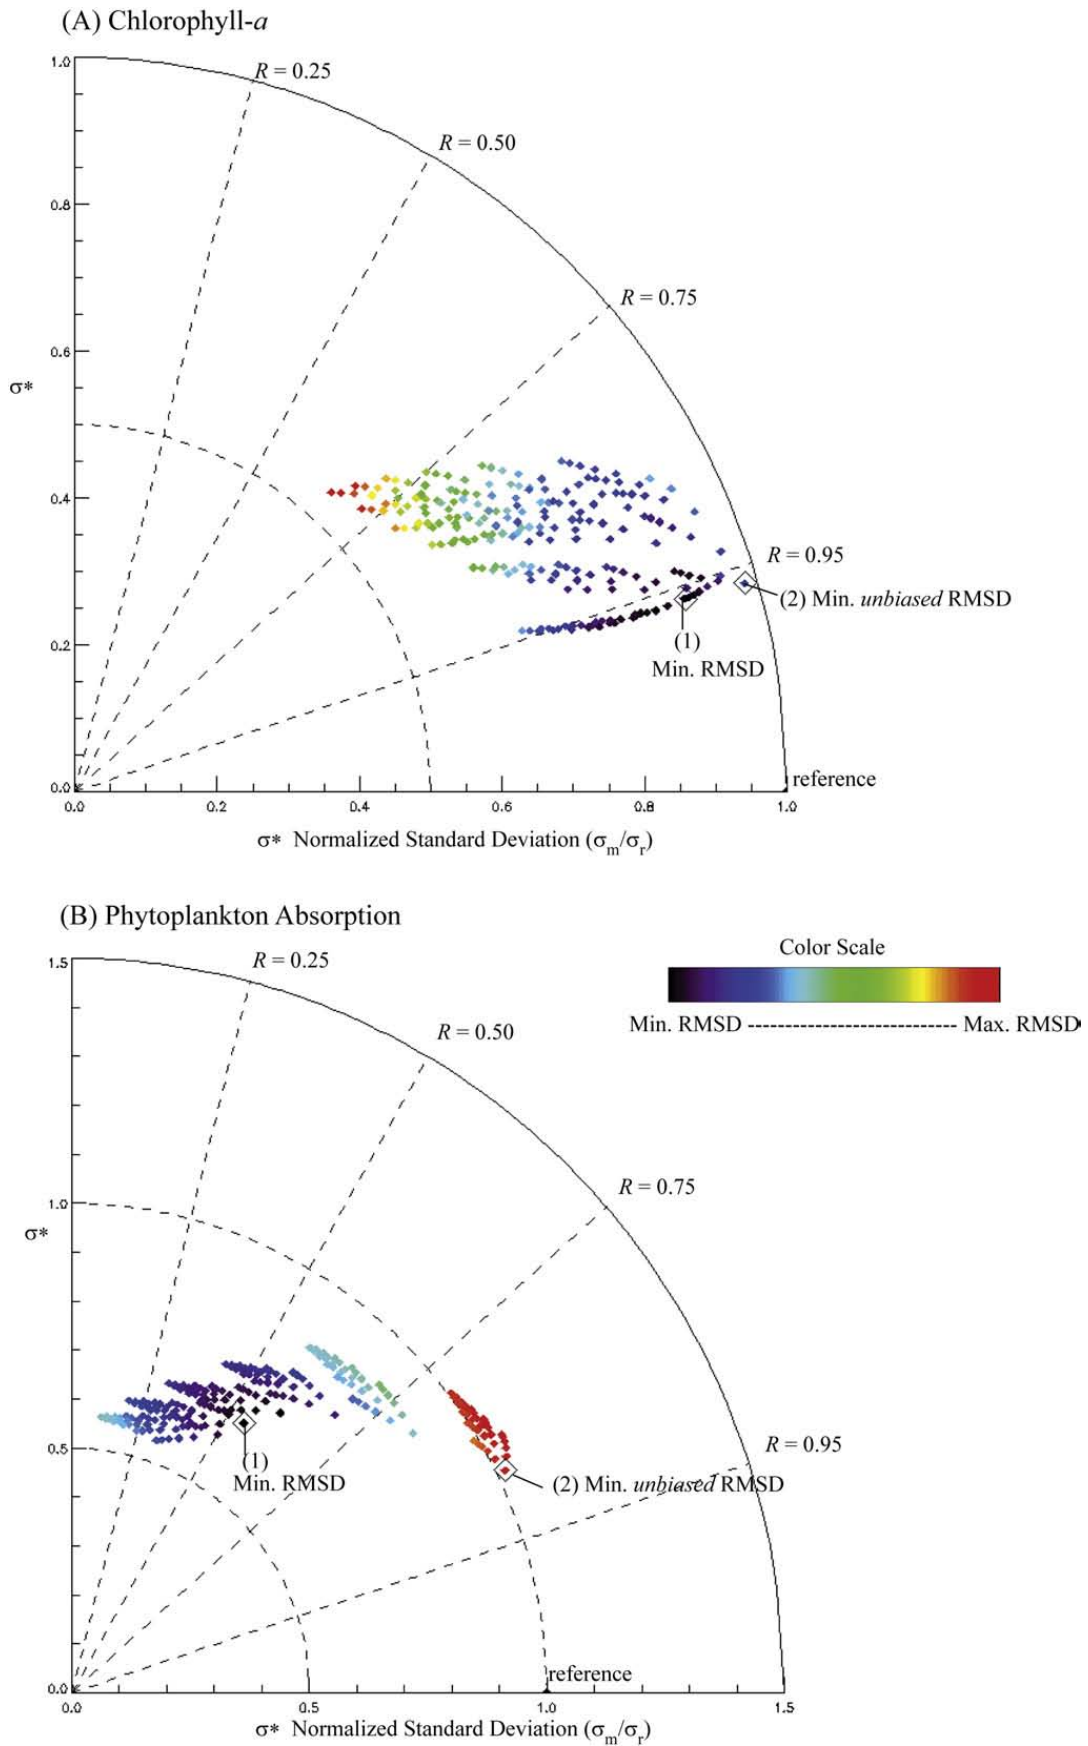 (A) Chlorophyll-a
1.0
R = 0.25
R = 0.50
0.8
R = 0.75
0.6
σ*
0.4
R = 0.95
(2) Min. unbiased RMSD
(1)
0.2
Min. RMSD
reference
0.0
0.0 0.2 0.4 0.6 0.8 1.0
σ* Normalized Standard Deviation (σm/σr)
(B) Phytoplankton Absorption
Color Scale
1.5
R = 0.25
Min. RMSD ------------------------- Max. RMSD
R = 0.50
R = 0.75
1.0
σ*
R = 0.95
0.5
(1)
Min. RMSD
(2) Min. unbiased RMSD
reference
0.0
0.0 0.5 1.0 1.5
σ* Normalized Standard Deviation (σm/σr)